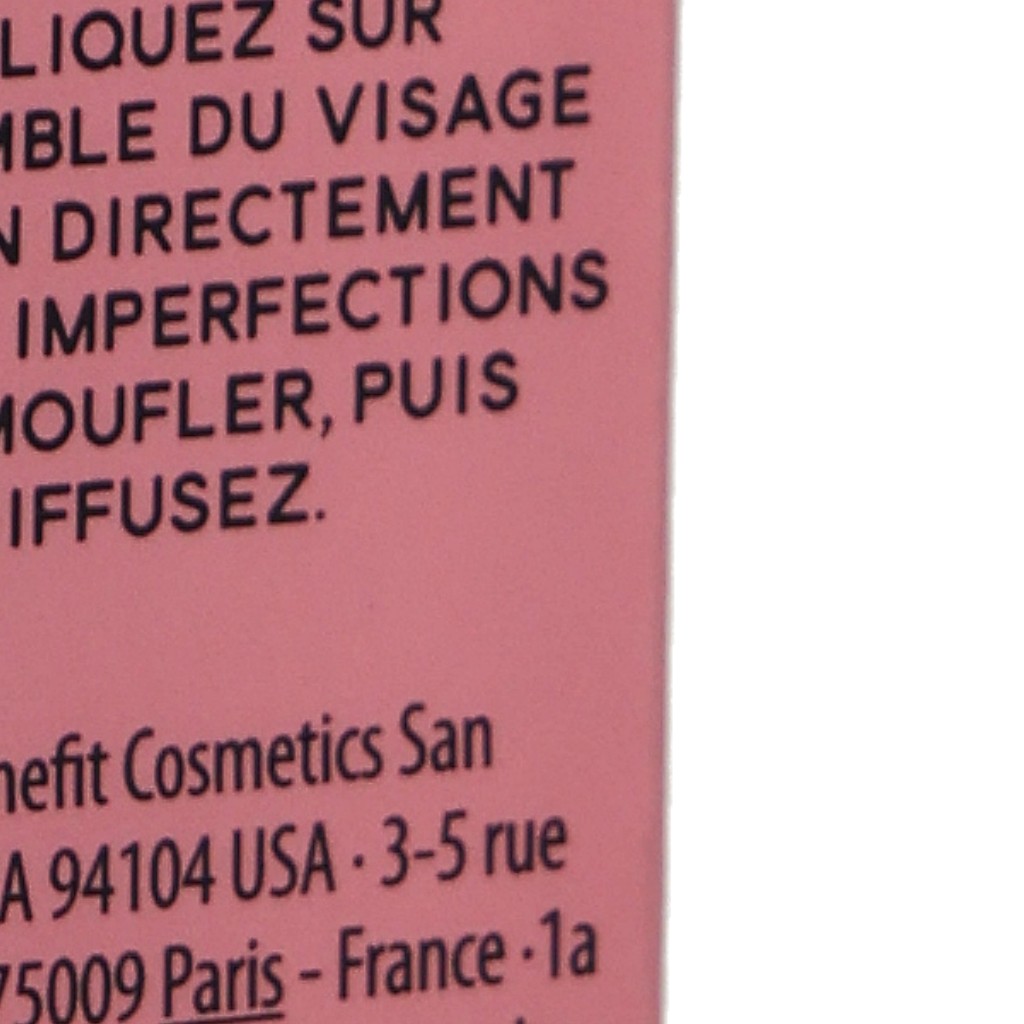 LIQUEZ SUR
MBLE DU VISAGE
N DIRECTEMENT
IMPERFECTIONS
MOUFLER, PUIS
IFFUSEZ.
nefit Cosmetics San
A 94104 USA · 3-5 rue
75009 Paris - France · 1a